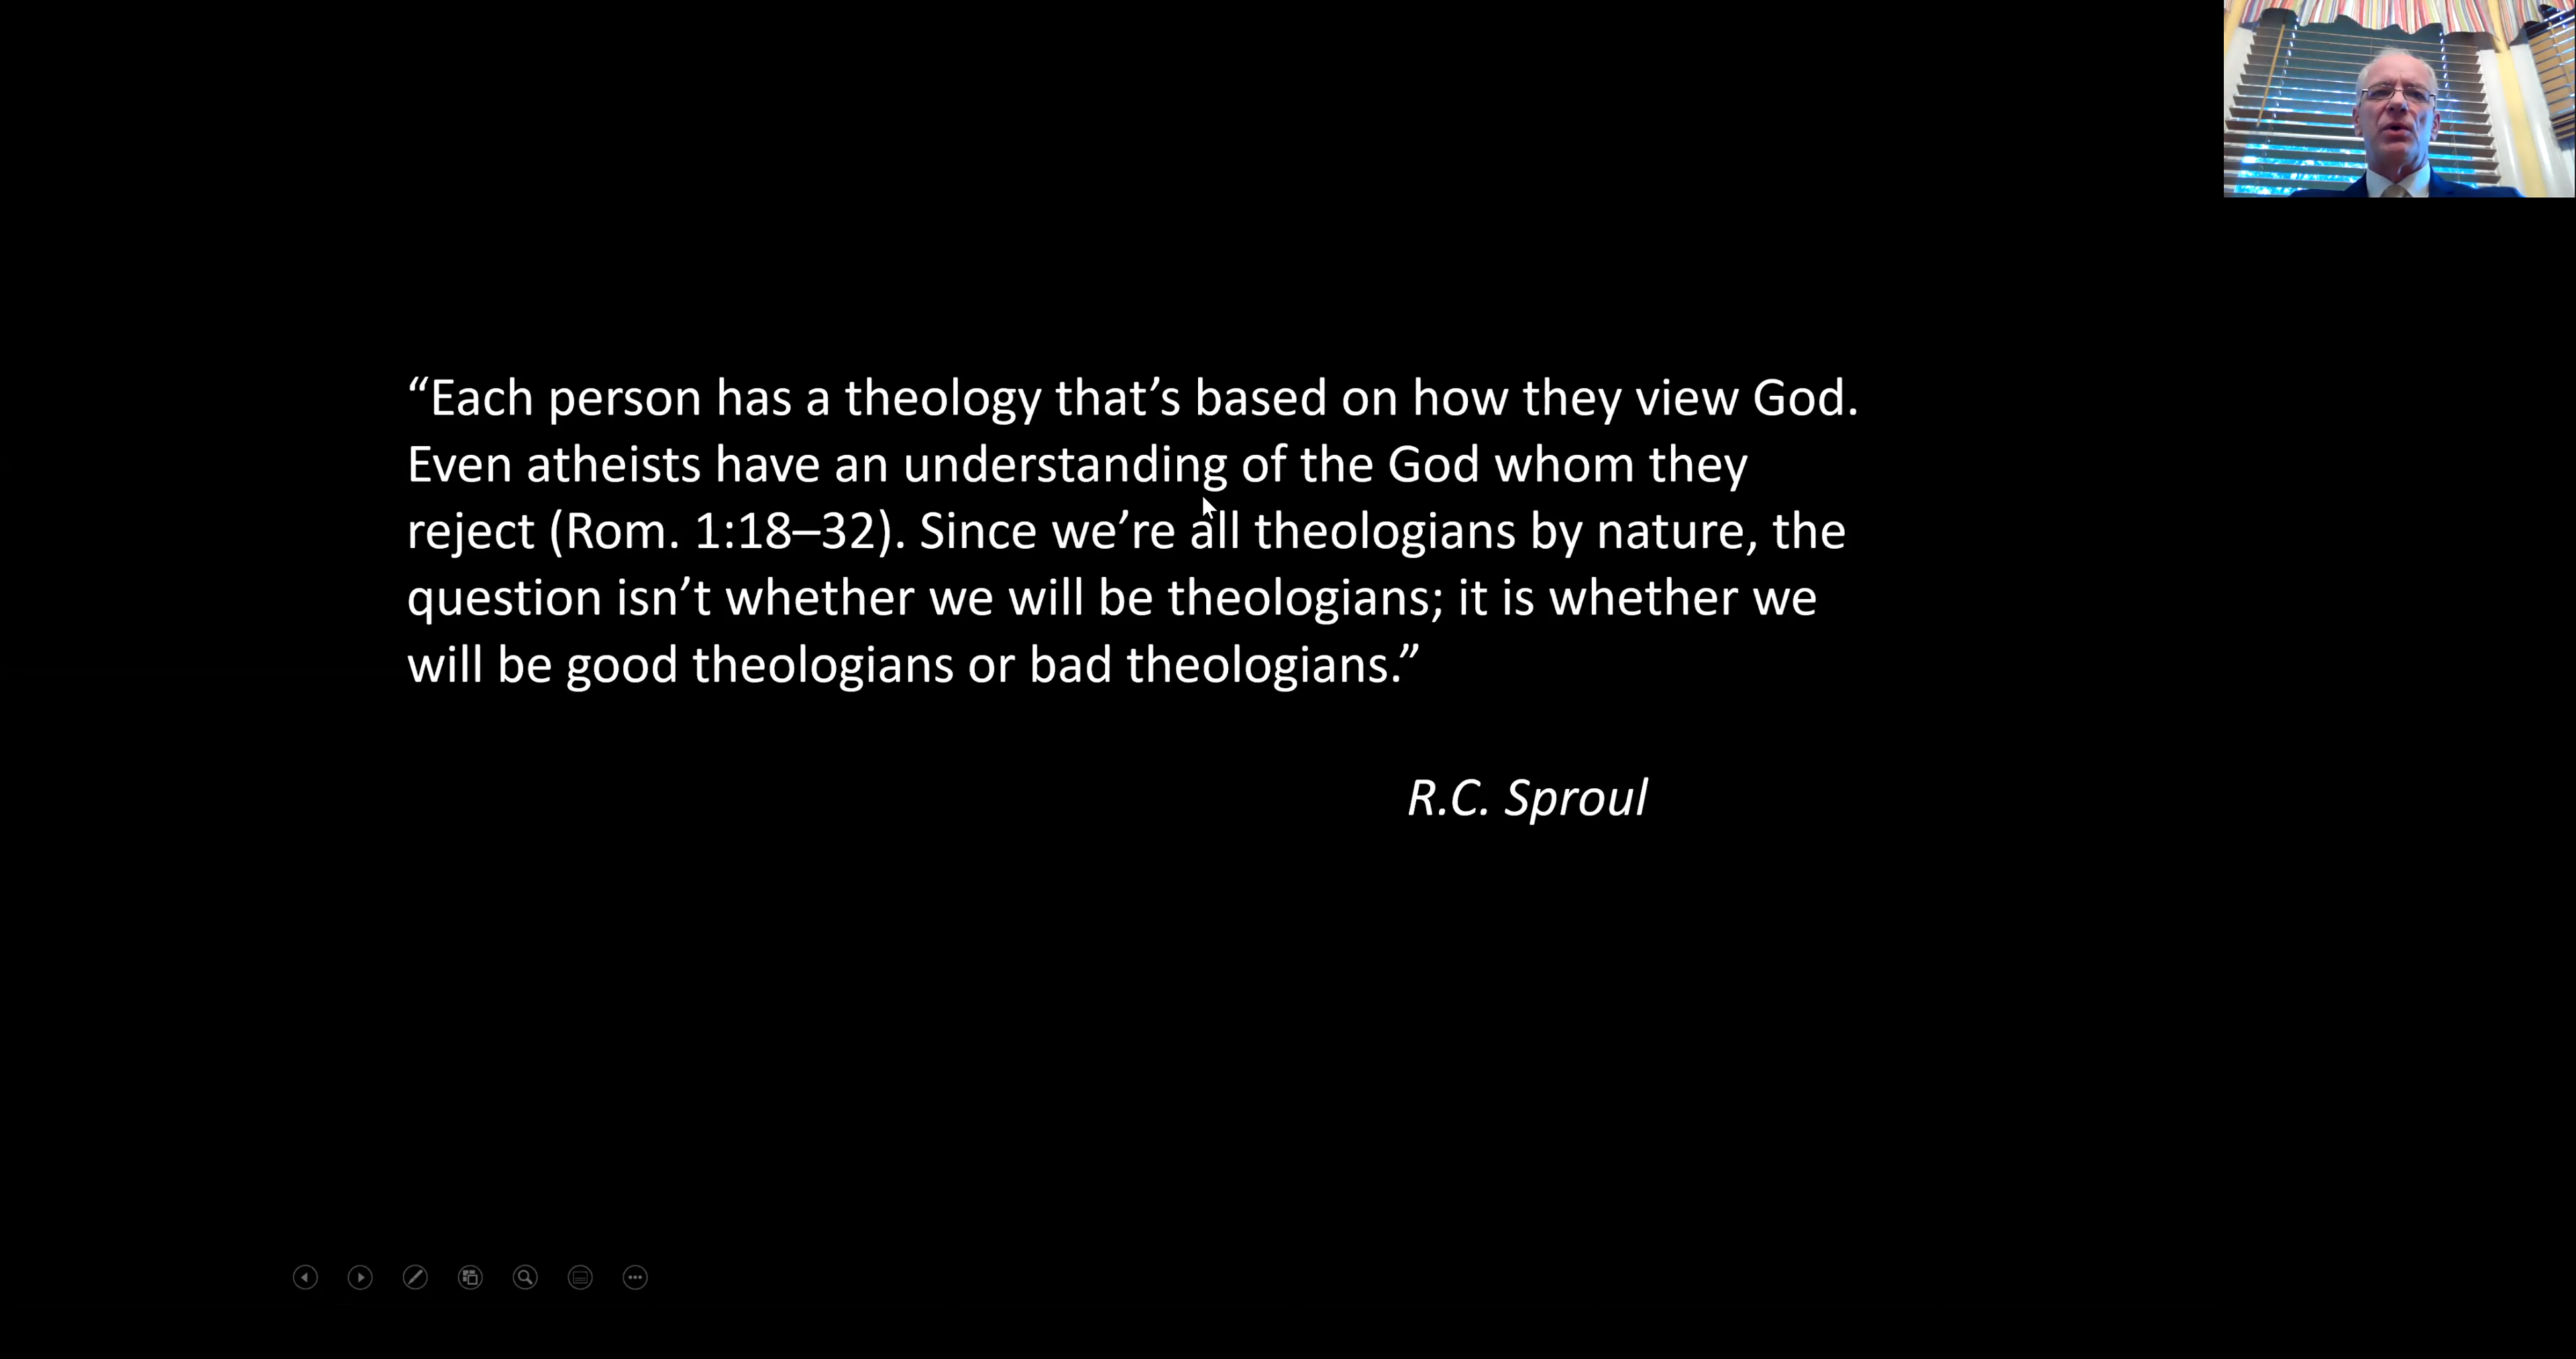 “Each person has a theology that’s based on how they view God.
Even atheists have an understanding of the God whom they
reject (Rom. 1:18–32). Since we’re all theologians by nature, the
question isn’t whether we will be theologians; it is whether we
will be good theologians or bad theologians.”
R.C. Sproul